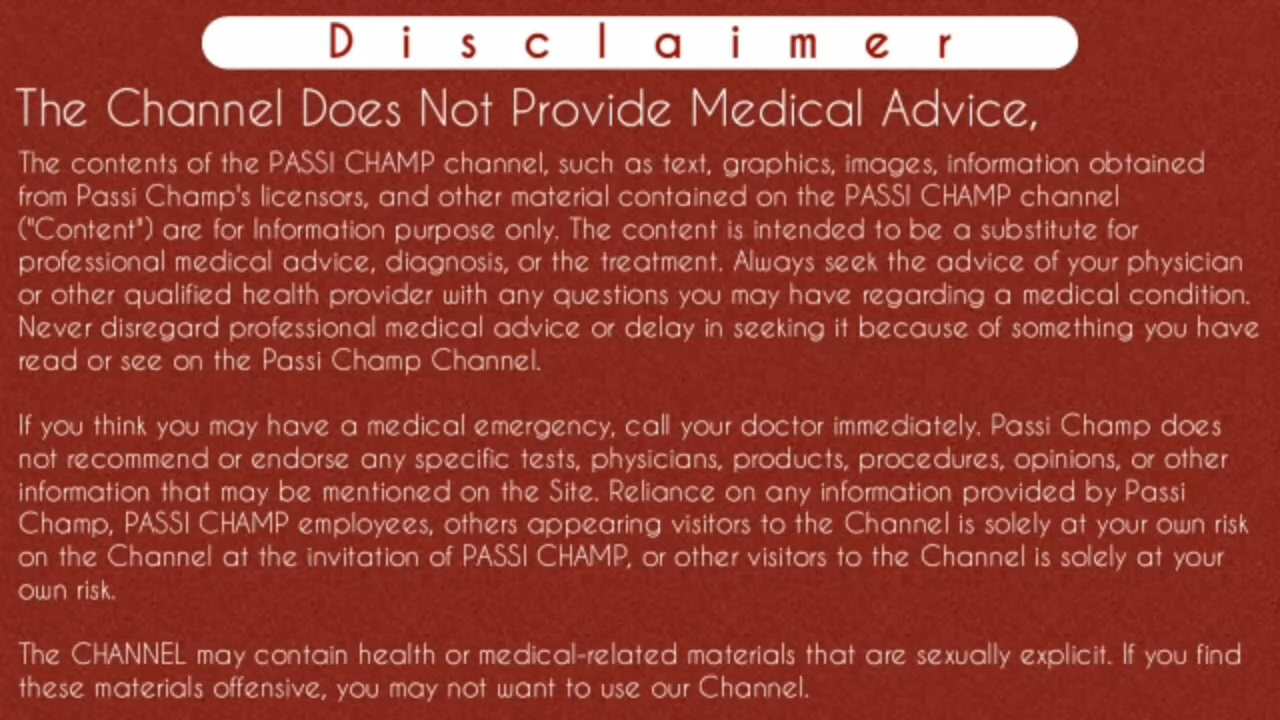 Disclaimer
The Channel Does Not Provide Medical Advice,
The contents of the PASSI CHAMP channel, such as text, graphics, images, information obtained
from Passi Champ's licensors, and other material contained on the PASSI CHAMP channel
("Content") are for Information purpose only. The content is intended to be a substitute for
professional medical advice, diagnosis, or the treatment. Always seek the advice of your physician
or other qualified health provider with any questions you may have regarding a medical condition.
Never disregard professional medical advice or delay in seeking it because of something you have
read or see on the Passi Champ Channel.
If you think you may have a medical emergency, call your doctor immediately. Passi Champ does
not recommend or endorse any specific tests, physicians, products, procedures, opinions, or other
information that may be mentioned on the Site. Reliance on any information provided by Passi
Champ, PASSI CHAMP employees, others appearing visitors to the Channel is solely at your own risk
on the Channel at the invitation of PASSI CHAMP, or other visitors to the Channel is solely at your
own risk.
The CHANNEL may contain health or medical-related materials that are sexually explicit. If you find
these materials offensive, you may not want to use our Channel.